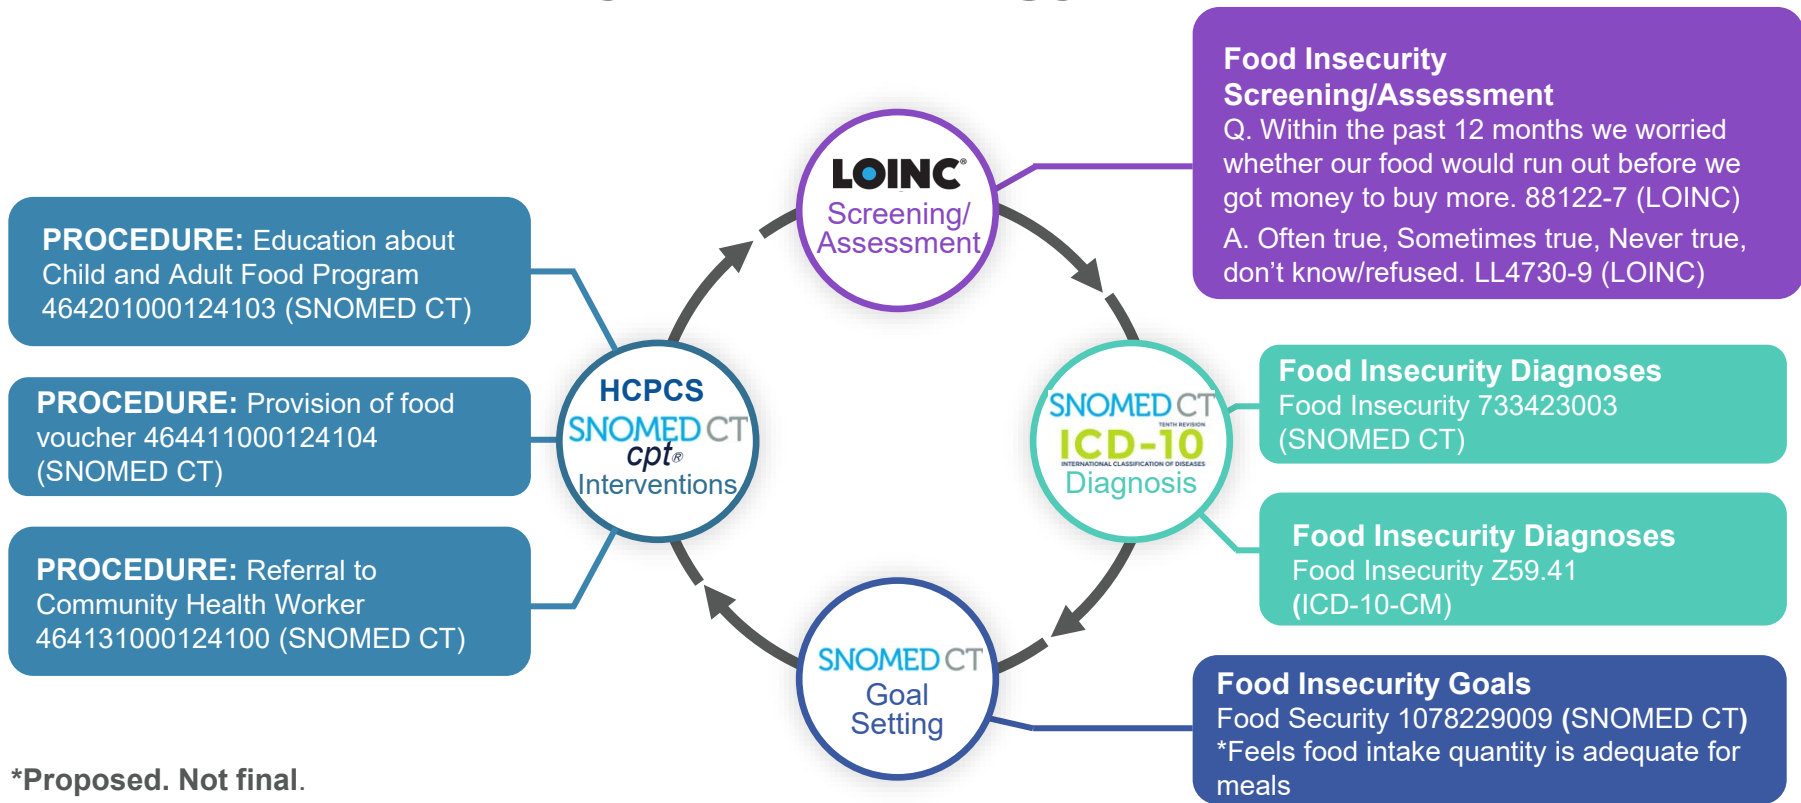 Food Insecurity
Screening/Assessment
Q. Within the past 12 months we worried
whether our food would run out before we
got money to buy more. 88122-7 (LOINC)
A. Often true, Sometimes true, Never true,
don’t know/refused. LL4730-9 (LOINC)
LOINC®
Screening/
Assessment
PROCEDURE: Education about
Child and Adult Food Program
464201000124103 (SNOMED CT)
PROCEDURE: Provision of food
voucher 464411000124104
(SNOMED CT)
PROCEDURE: Referral to
Community Health Worker
464131000124100 (SNOMED CT)
HCPCS
SNOMED CT
cpt®
Interventions
SNOMED CT
TENTH REVISION
ICD-10
INTERNATIONAL CLASSIFICATION OF DISEASES
Diagnosis
Food Insecurity Diagnoses
Food Insecurity 733423003
(SNOMED CT)
Food Insecurity Diagnoses
Food Insecurity Z59.41
(ICD-10-CM)
SNOMED CT
Goal
Setting
Food Insecurity Goals
Food Security 1078229009 (SNOMED CT)
*Feels food intake quantity is adequate for
meals
*Proposed. Not final.